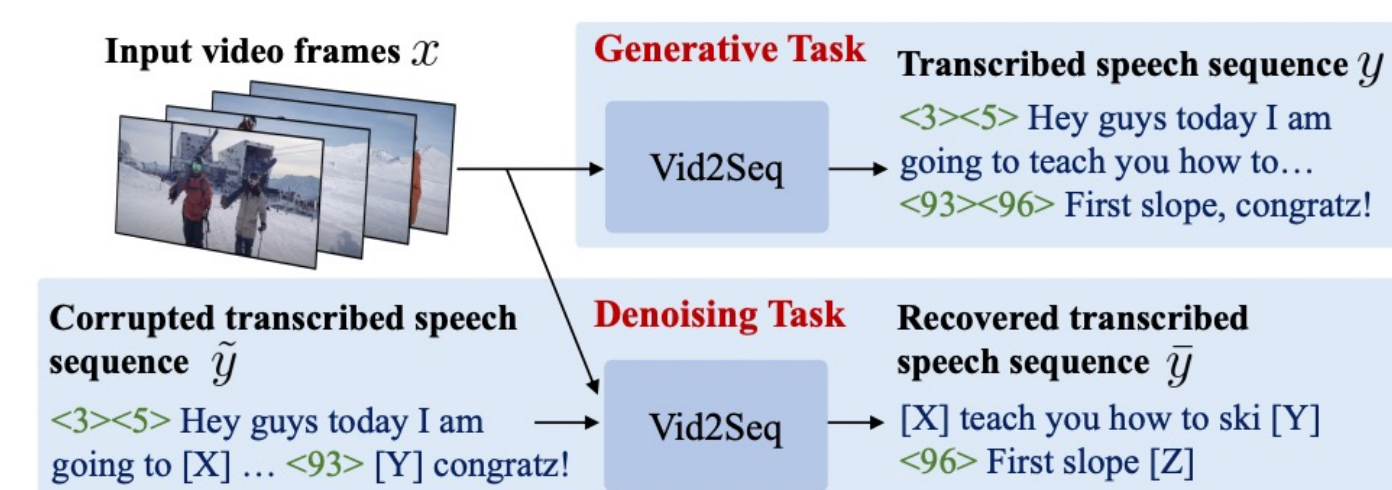 Input video frames x
Generative Task
Vid2Seq
Transcribed speech sequence y
<3><5> Hey guys today I am
going to teach you how to…
<93><96> First slope, congratz!
Corrupted transcribed speech
sequence ỹ
<3><5> Hey guys today I am
going to [X] … <93> [Y] congratz!
Denoising Task
Vid2Seq
Recovered transcribed
speech sequence ȳ
[X] teach you how to ski [Y]
<96> First slope [Z]